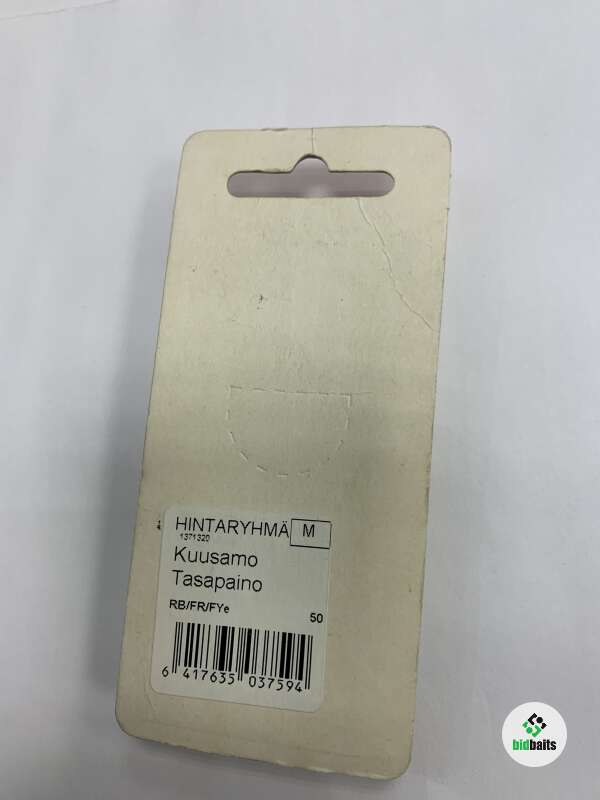 HINTARYHMÄ M
1371320
Kuusamo
Tasapaino
RB/FR/FYe 50
6 417635 037594
bidbaits